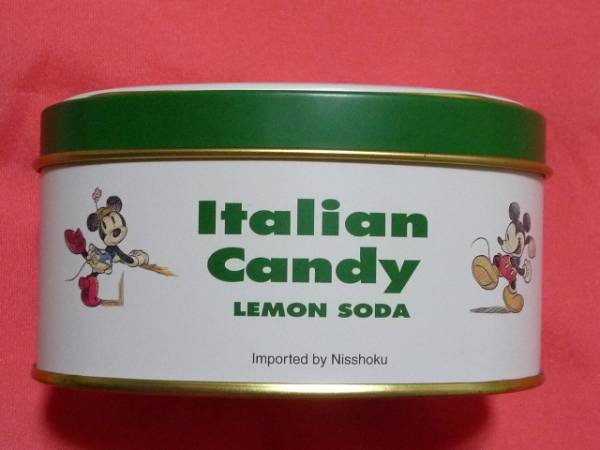 Italian
Candy
LEMON SODA
Imported by Nisshoku